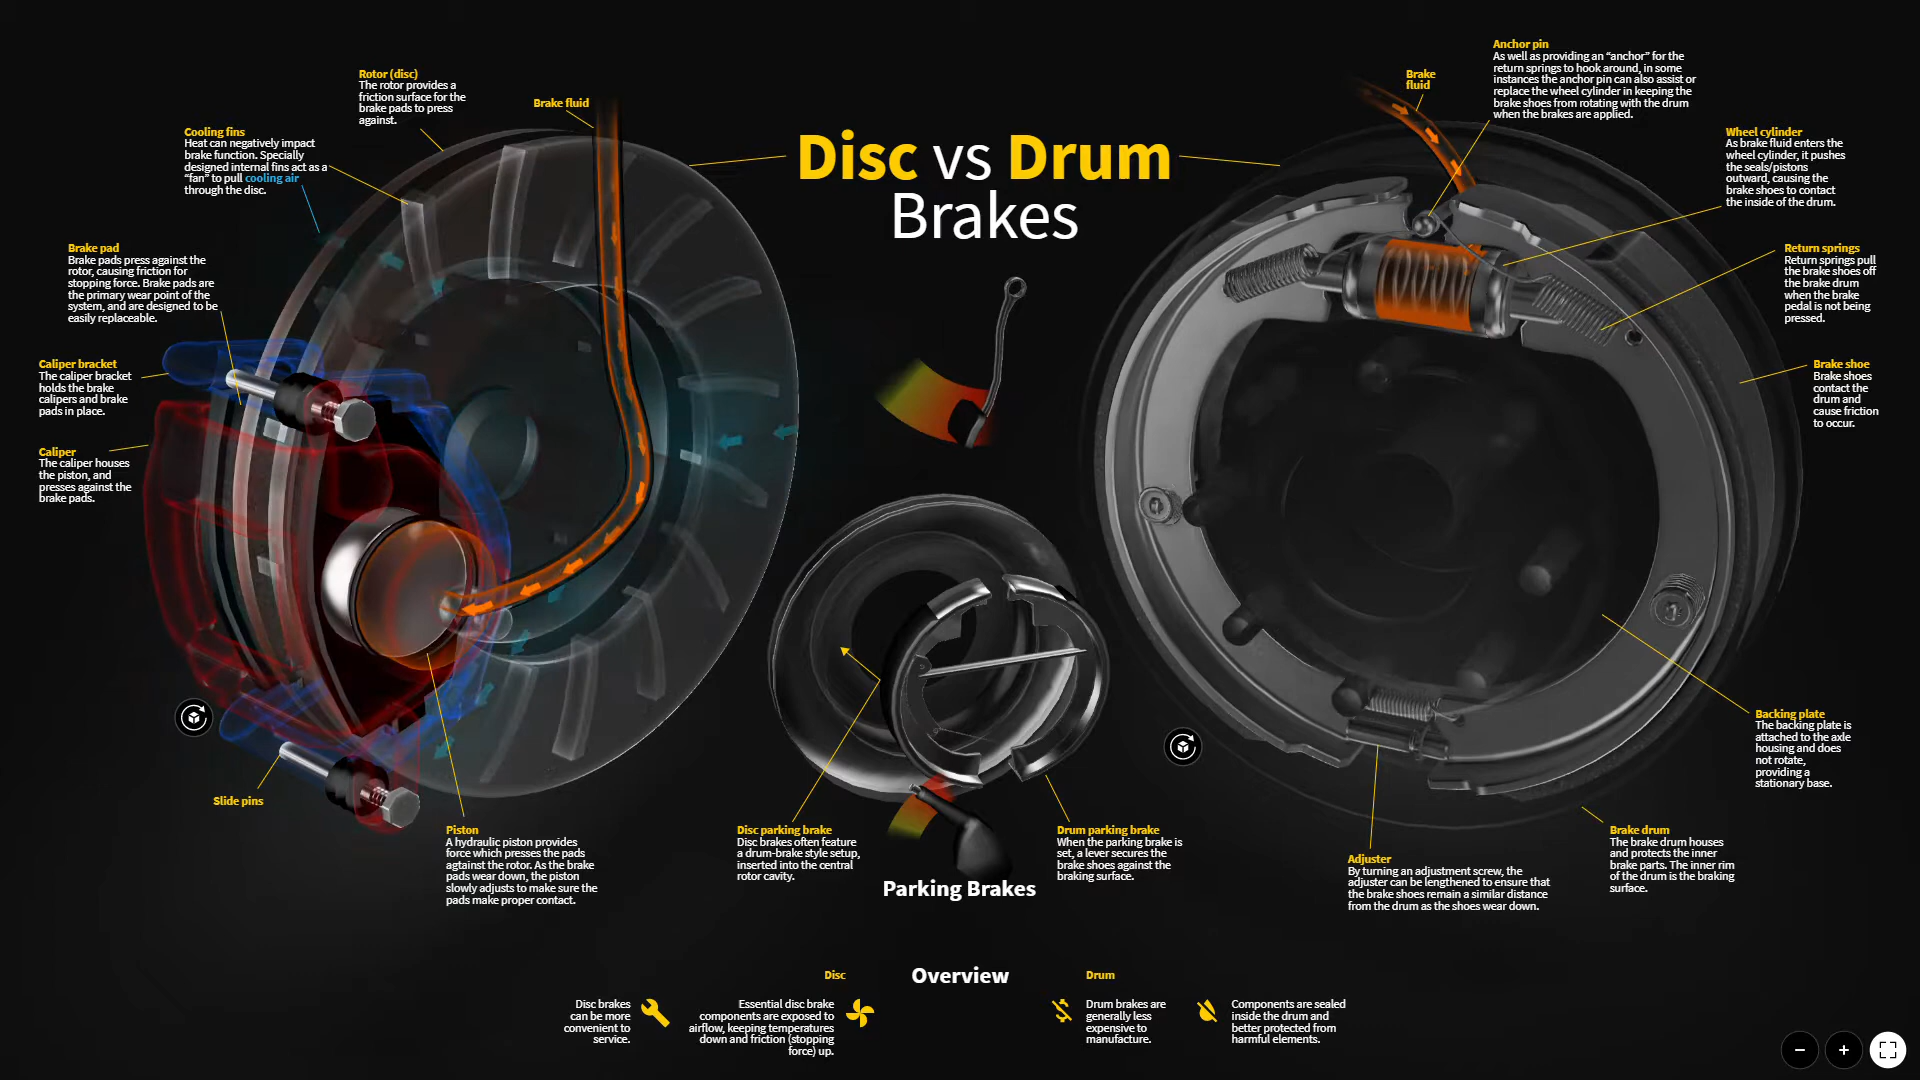 Disc vs Drum
Brakes
Rotor (disc)
The rotor provides a
friction surface for the
brake pads to press
against.
Brake fluid
Cooling fins
Heat can negatively impact
brake function. Specially
designed internal fins act as a
“fan” to pull cooling air
through the disc.
Brake pad
Brake pads press against the
rotor, causing friction for
stopping force. Brake pads are
the primary wear point of the
system, and are designed to be
easily replaceable.
Caliper bracket
The caliper bracket
holds the brake
calipers and brake
pads in place.
Caliper
The caliper houses
the piston, and
presses against the
brake pads.
Slide pins
Piston
A hydraulic piston provides
force which presses the pads
agtainst the rotor. As the brake
pads wear down, the piston
slowly adjusts to make sure the
pads make proper contact.
Brake
fluid
Anchor pin
As well as providing an “anchor” for the
return springs to hook around, in some
instances the anchor pin can also assist or
replace the wheel cylinder in keeping the
brake shoes from rotating with the drum
when the brakes are applied.
Wheel cylinder
As brake fluid enters the
wheel cylinder, it pushes
the seals/pistons
outward, causing the
brake shoes to contact
the inside of the drum.
Return springs
Return springs pull
the brake shoes off
the brake drum
when the brake
pedal is not being
pressed.
Brake shoe
Brake shoes
contact the
drum and
cause friction
to occur.
Backing plate
The backing plate is
attached to the axle
housing and does
not rotate,
providing a
stationary base.
Brake drum
The brake drum houses
and protects the inner
brake parts. The inner rim
of the drum is the braking
surface.
Adjuster
By turning an adjustment screw, the
adjuster can be lengthened to ensure that
the brake shoes remain a similar distance
from the drum as the shoes wear down.
Disc parking brake
Disc brakes often feature
a drum-brake style setup,
inserted into the central
rotor cavity.
Drum parking brake
When the parking brake is
set, a lever secures the
brake shoes against the
braking surface.
Parking Brakes
Overview
Disc
Disc brakes
can be more
convenient to
service.
Essential disc brake
components are exposed to
airflow, keeping temperatures
down and friction (stopping
force) up.
Drum
Drum brakes are
generally less
expensive to
manufacture.
Components are sealed
inside the drum and
better protected from
harmful elements.